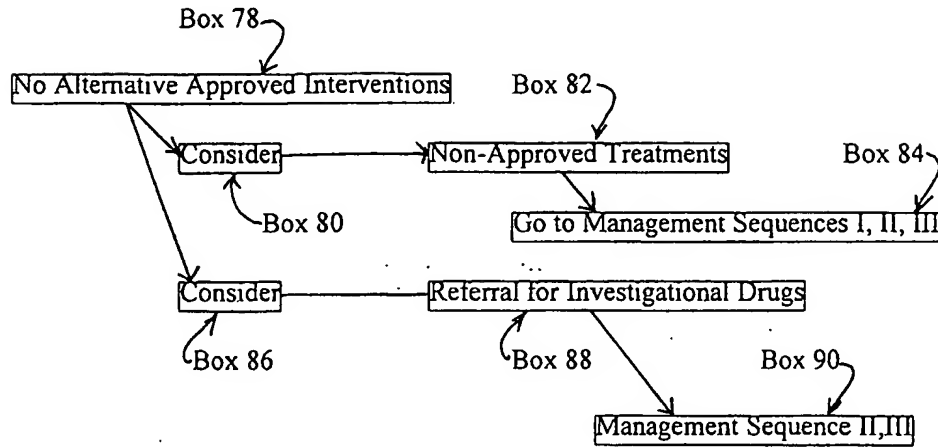 Box 78
No Alternative Approved Interventions
Box 82
Consider
Non-Approved Treatments
Box 84
Box 80
Go to Management Sequences I, II, III
Consider
Referral for Investigational Drugs
Box 86
Box 88
Box 90
Management Sequence II,III